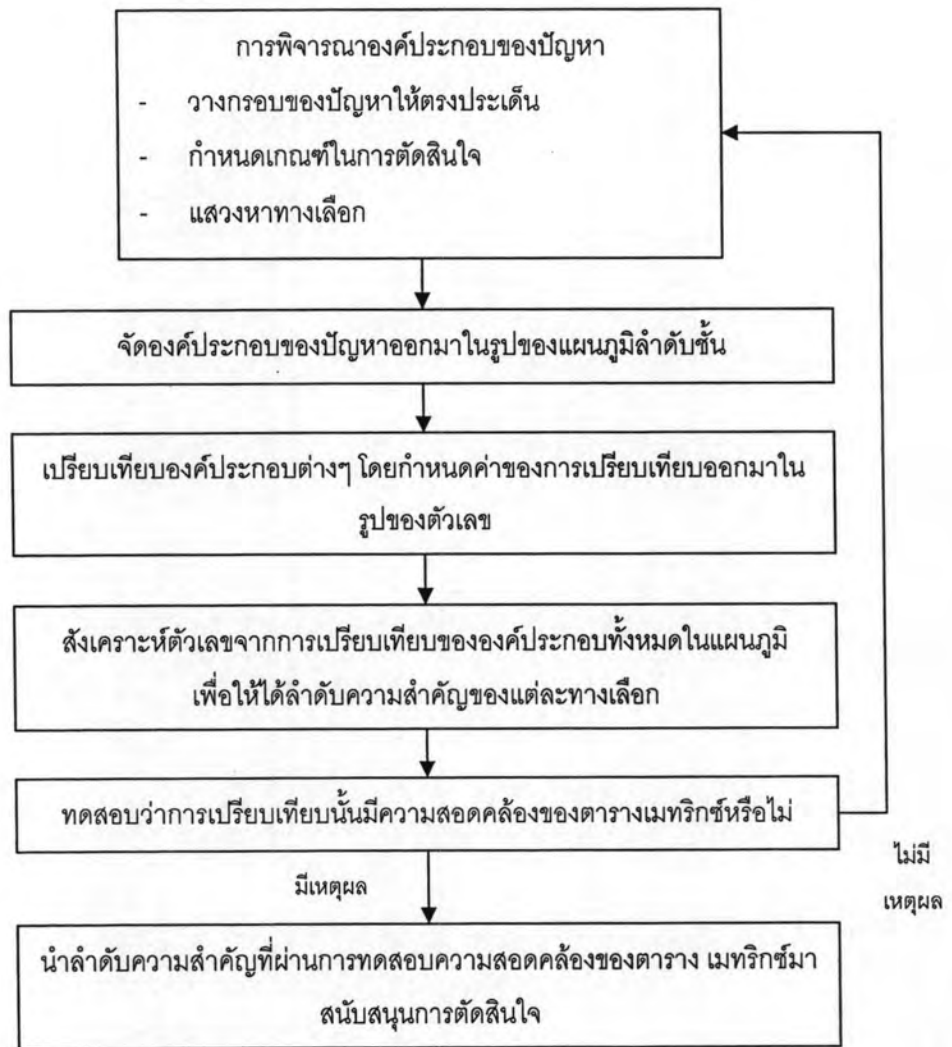 การพิจารณาองค์ประกอบของปัญหา
- วางกรอบของปัญหาให้ตรงประเด็น
- กำหนดเกณฑ์ในการตัดสินใจ
- แสวงหาทางเลือก
จัดองค์ประกอบของปัญหาออกมาในรูปของแผนภูมิลำดับชั้น
เปรียบเทียบองค์ประกอบต่างๆ โดยกำหนดค่าของการเปรียบเทียบออกมาใน
รูปของตัวเลข
สังเคราะห์ตัวเลขจากการเปรียบเทียบขององค์ประกอบทั้งหมดในแผนภูมิ
เพื่อให้ได้ลำดับความสำคัญของแต่ละทางเลือก
ทดสอบว่าการเปรียบเทียบนั้นมีความสอดคล้องของตารางเมทริกซ์หรือไม่
ไม่มี
เหตุผล
มีเหตุผล
นำลำดับความสำคัญที่ผ่านการทดสอบความสอดคล้องของตาราง เมทริกซ์มา
สนับสนุนการตัดสินใจ